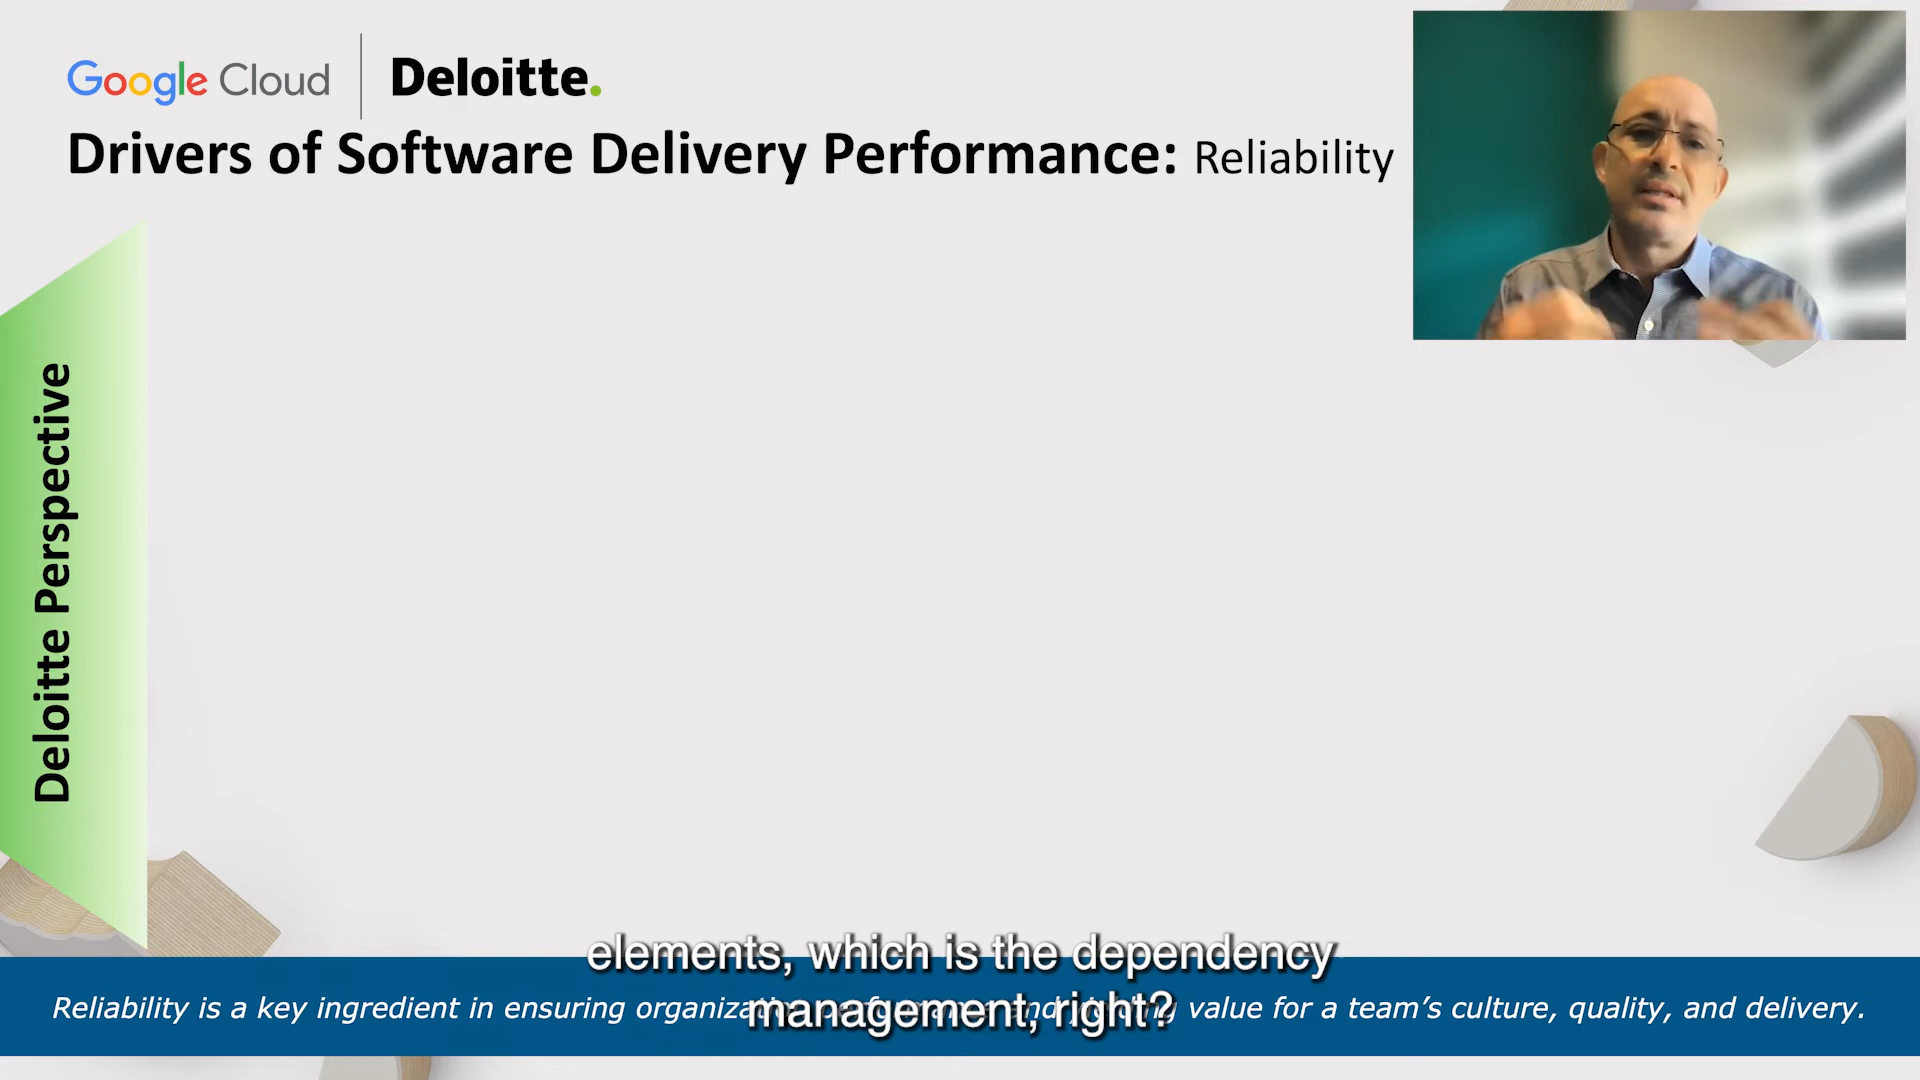 Google Cloud
Deloitte.
Drivers of Software Delivery Performance: Reliability
Deloitte Perspective
elements, which is the dependency
management, right?
Reliability is a key ingredient in ensuring value for a team's culture, quality, and delivery.